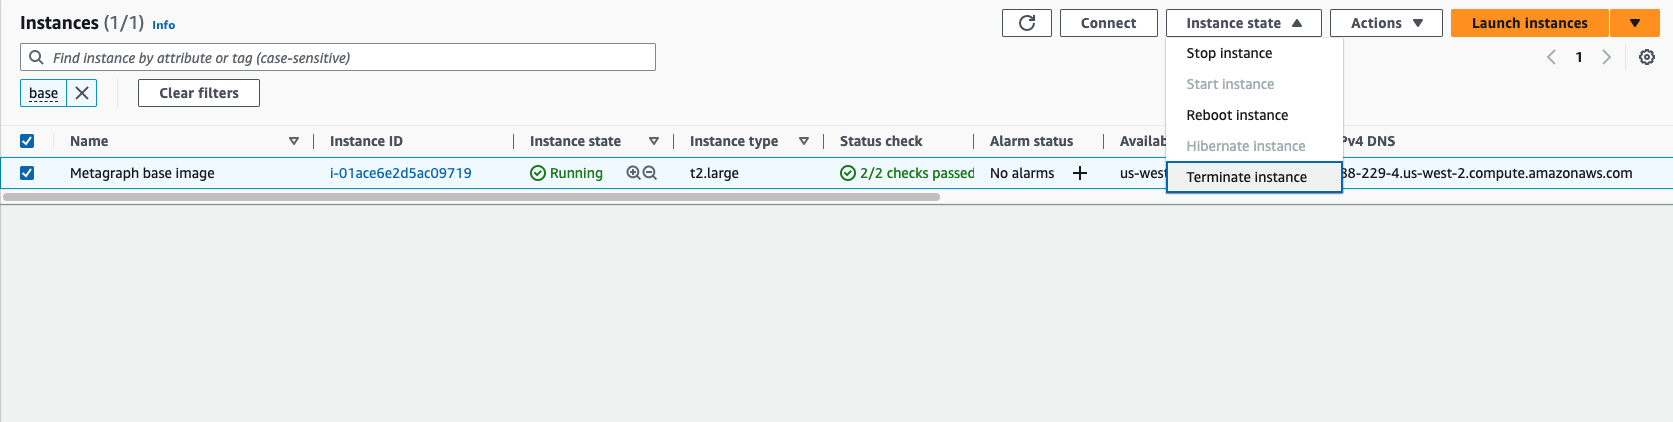 Instances (1/1) Info
Connect
Instance state
Actions
Launch instances
Find instance by attribute or tag (case-sensitive)
1
base
Clear filters
Stop instance
Start instance
Reboot instance
Hibernate instance
Terminate instance
Name Instance ID Instance state Instance type Status check Alarm status Pv4 DNS
Metagraph base image i-01ace6e2d5ac09719 Running t2.large 2/2 checks passed No alarms us-west 38-229-4.us-west-2.compute.amazonaws.com